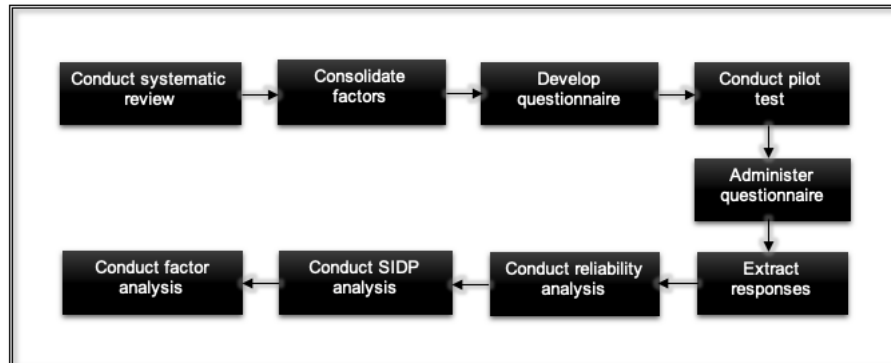 Conduct systematic
review
Consolidate
factors
Develop
questionnaire
Conduct pilot
test
Administer
questionnaire
Extract
responses
Conduct reliability
analysis
Conduct SIDP
analysis
Conduct factor
analysis